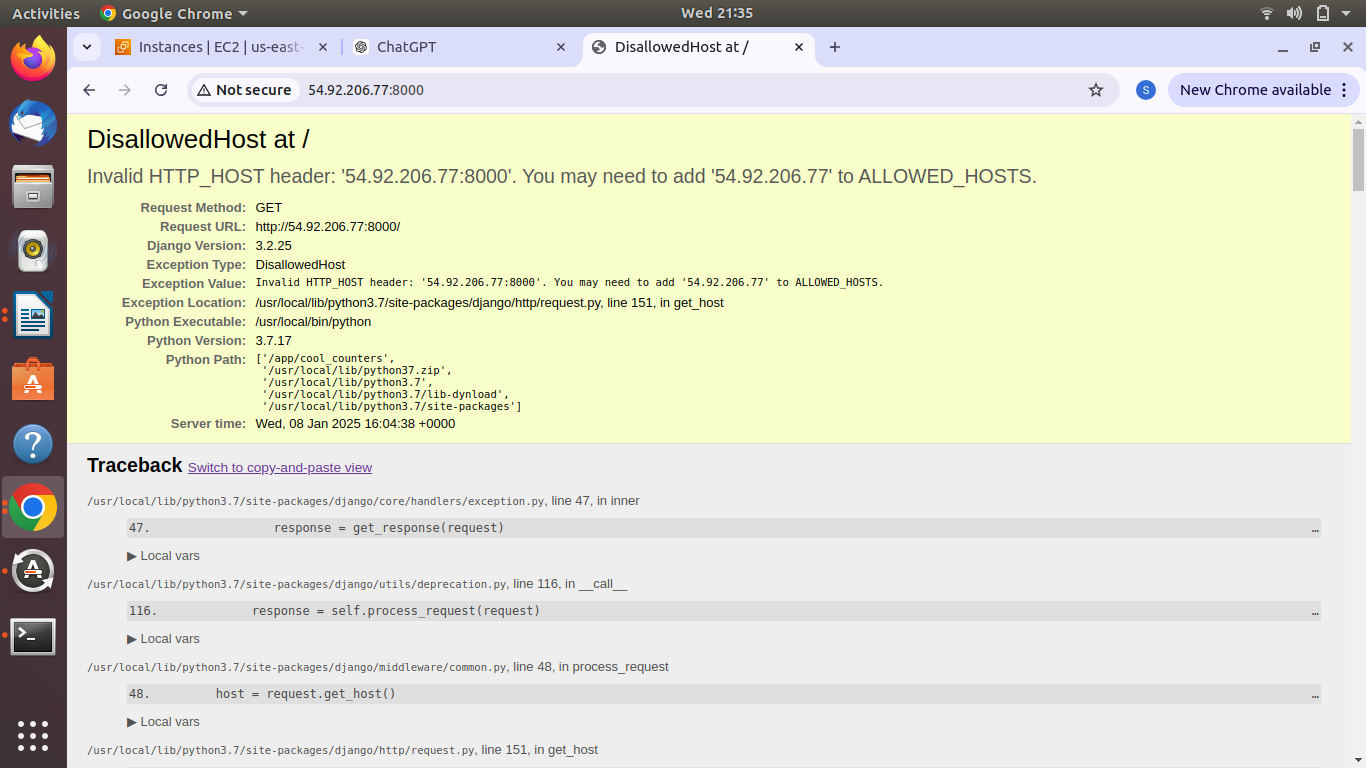 Activities Google Chrome Wed 21:35
Instances | EC2 | us-east- ChatGPT DisallowedHost at /
Not secure 54.92.206.77:8000 S New Chrome available
DisallowedHost at /
Invalid HTTP_HOST header: '54.92.206.77:8000'. You may need to add '54.92.206.77' to ALLOWED_HOSTS.
Request Method: GET
Request URL: http://54.92.206.77:8000/
Django Version: 3.2.25
Exception Type: DisallowedHost
Exception Value: Invalid HTTP_HOST header: '54.92.206.77:8000'. You may need to add '54.92.206.77' to ALLOWED_HOSTS.
Exception Location: /usr/local/lib/python3.7/site-packages/django/http/request.py, line 151, in get_host
Python Executable: /usr/local/bin/python
Python Version: 3.7.17
Python Path: ['/app/cool_counters',
'/usr/local/lib/python37.zip',
'/usr/local/lib/python3.7',
'/usr/local/lib/python3.7/lib-dynload',
'/usr/local/lib/python3.7/site-packages']
Server time: Wed, 08 Jan 2025 16:04:38 +0000
Traceback Switch to copy-and-paste view
/usr/local/lib/python3.7/site-packages/django/core/handlers/exception.py, line 47, in inner
47. response = get_response(request) …
▶ Local vars
/usr/local/lib/python3.7/site-packages/django/utils/deprecation.py, line 116, in __call__
116. response = self.process_request(request) …
▶ Local vars
/usr/local/lib/python3.7/site-packages/django/middleware/common.py, line 48, in process_request
48. host = request.get_host() …
▶ Local vars
/usr/local/lib/python3.7/site-packages/django/http/request.py, line 151, in get_host